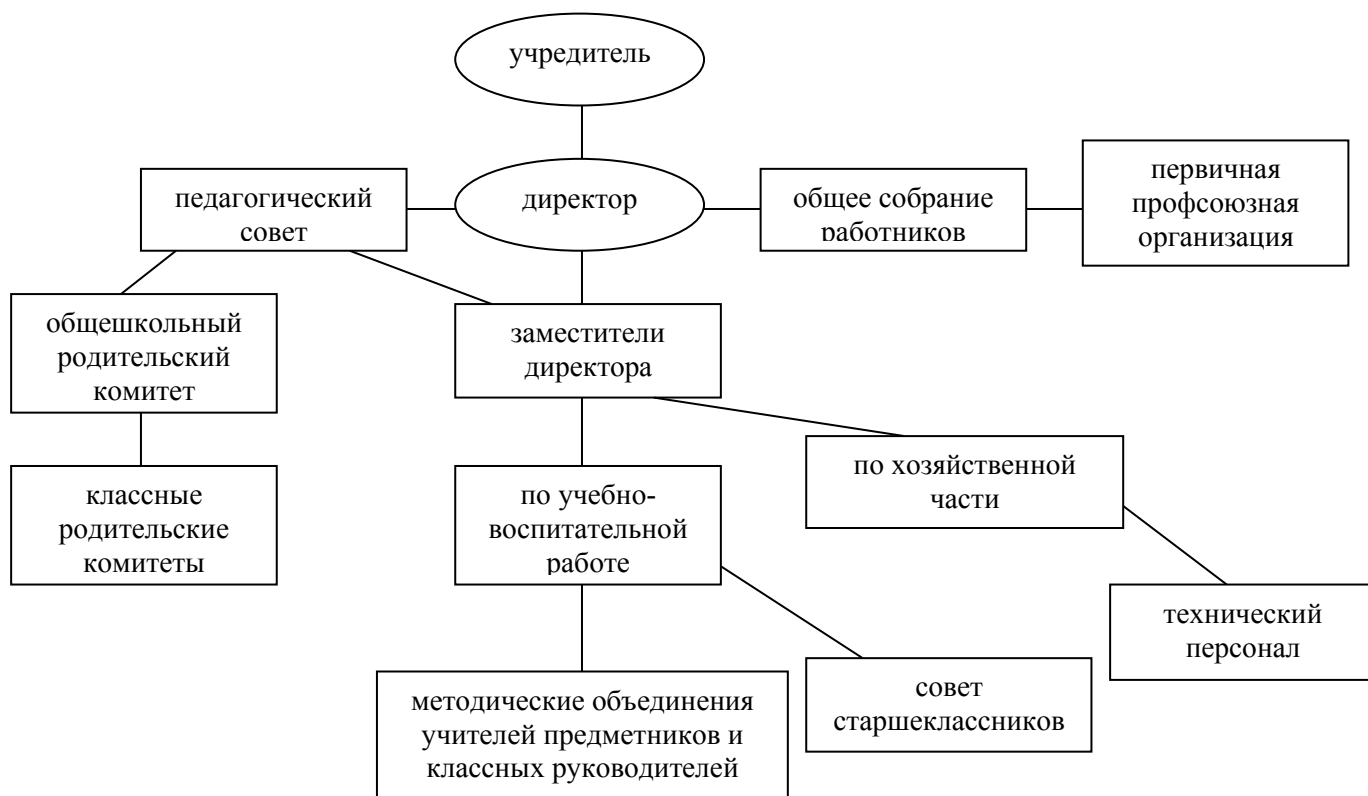 учредитель
директор
педагогический
совет
общее собрание
работников
первичная
профсоюзная
организация
общешкольный
родительский
комитет
заместители
директора
классные
родительские
комитеты
по учебно-
воспитательной
работе
по хозяйственной
части
технический
персонал
методические объединения
учителей предметников и
классных руководителей
совет
старшеклассников